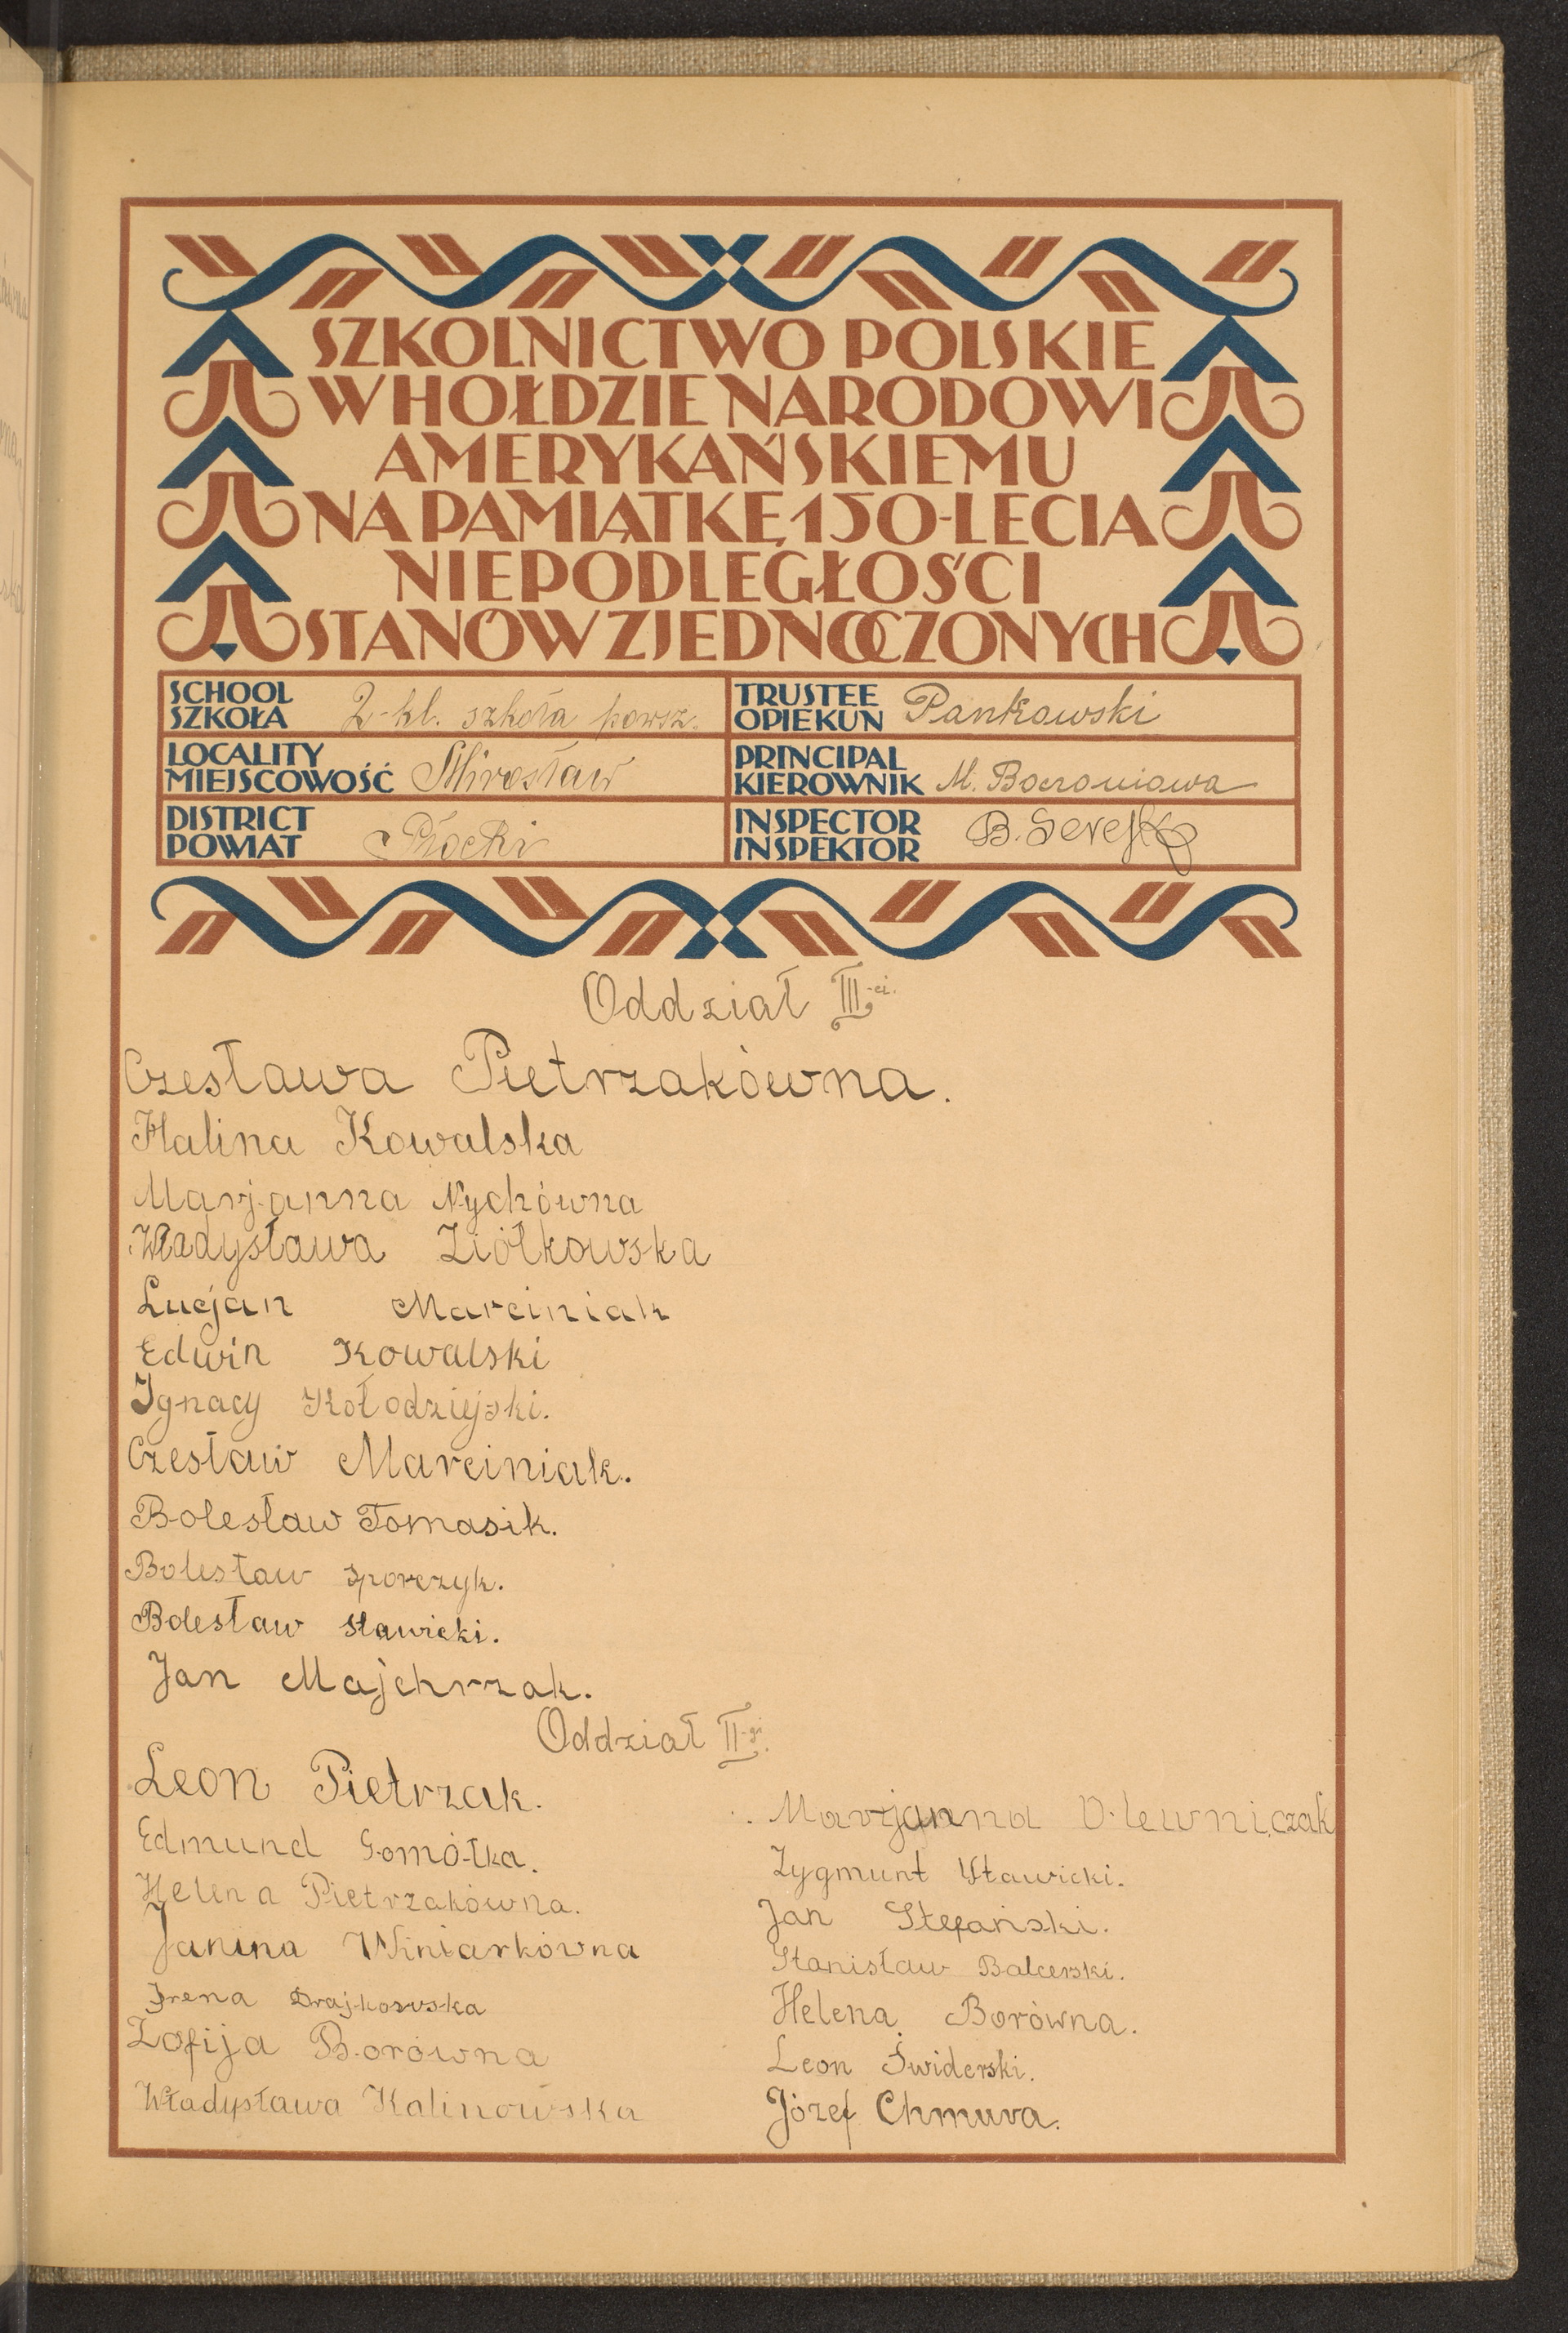 SZKOLNICTWO POLSKIE
W HOŁDZIE NARODOWI
AMERYKAŃSKIEMU
NA PAMIĄTKĘ 150-LECIA
NIEPODLEGŁOŚCI
STANÓW ZJEDNOCZONYCH
SCHOOL
SZKOŁA 2-kl. szkoła powsz.
TRUSTEE
OPIEKUN Pankowski
LOCALITY
MIEJSCOWOŚĆ Mirosław
PRINCIPAL
KIEROWNIK M.
DISTRICT
POWIAT Płocki
INSPECTOR
INSPEKTOR B.
Oddział III-ci.
Czesława Pietrzakówna.
Halina Kowalska
Marjanna Nychówna
Władysława Ziółkowska
Lucjan Marciniak
Edwin Kowalski
Ignacy Kołodziejski.
Czesław Marciniak.
Bolesław Tomasik.
Bolesław Sporczyk.
Bolesław Sławicki.
Jan Majchrzak.
Oddział II-gi.
Leon Pietrzak.
Edmund Gomółka.
Helena Pietrzakówna.
Janina Winiarkówna
Irena Drajkowska
Zofija Borówna
Władysława Kalinowska
Marjanna Olewniczak
Zygmunt Sławicki.
Jan Stefański.
Stanisław Balcerski.
Helena Borówna.
Leon Świderski.
Józef Chmura.